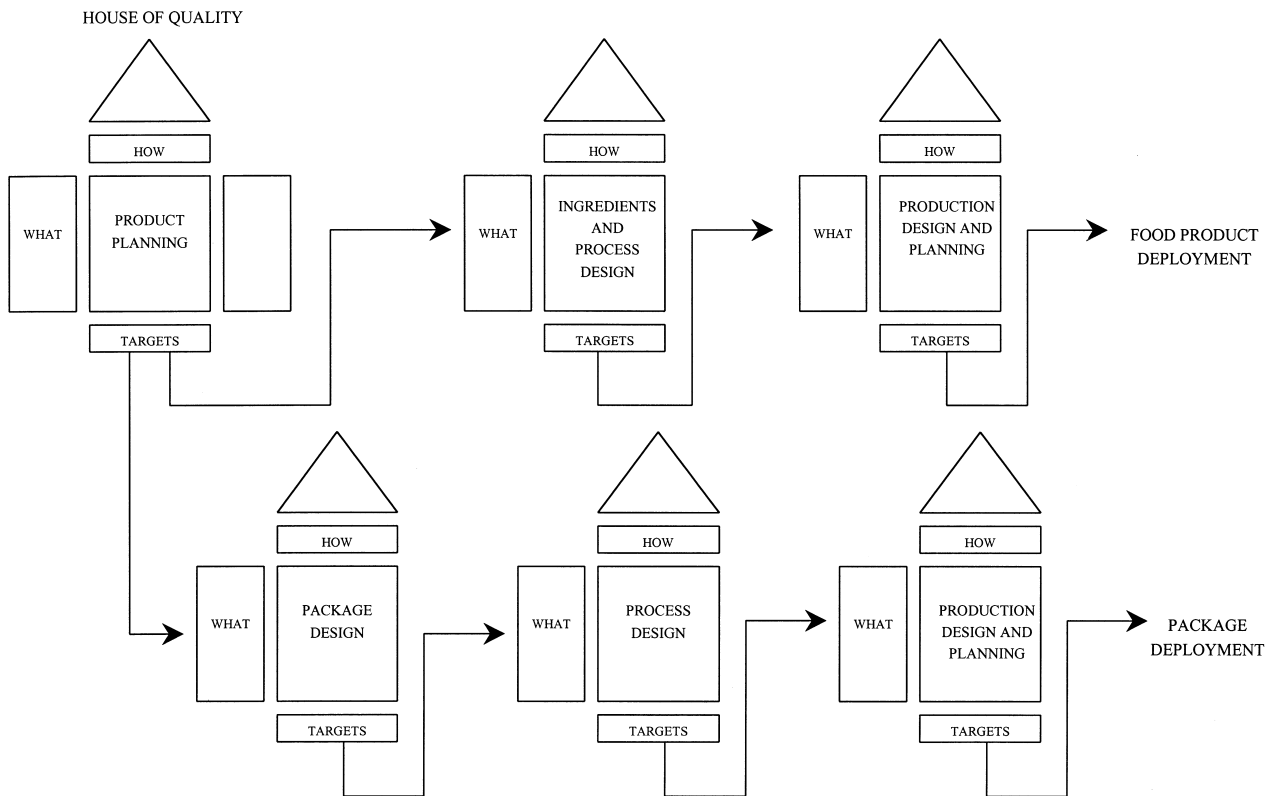 HOUSE OF QUALITY
HOW
WHAT
PRODUCT
PLANNING
TARGETS
HOW
WHAT
INGREDIENTS
AND
PROCESS
DESIGN
TARGETS
HOW
WHAT
PRODUCTION
DESIGN AND
PLANNING
TARGETS
FOOD PRODUCT
DEPLOYMENT
HOW
WHAT
PACKAGE
DESIGN
TARGETS
HOW
WHAT
PROCESS
DESIGN
TARGETS
HOW
WHAT
PRODUCTION
DESIGN AND
PLANNING
TARGETS
PACKAGE
DEPLOYMENT